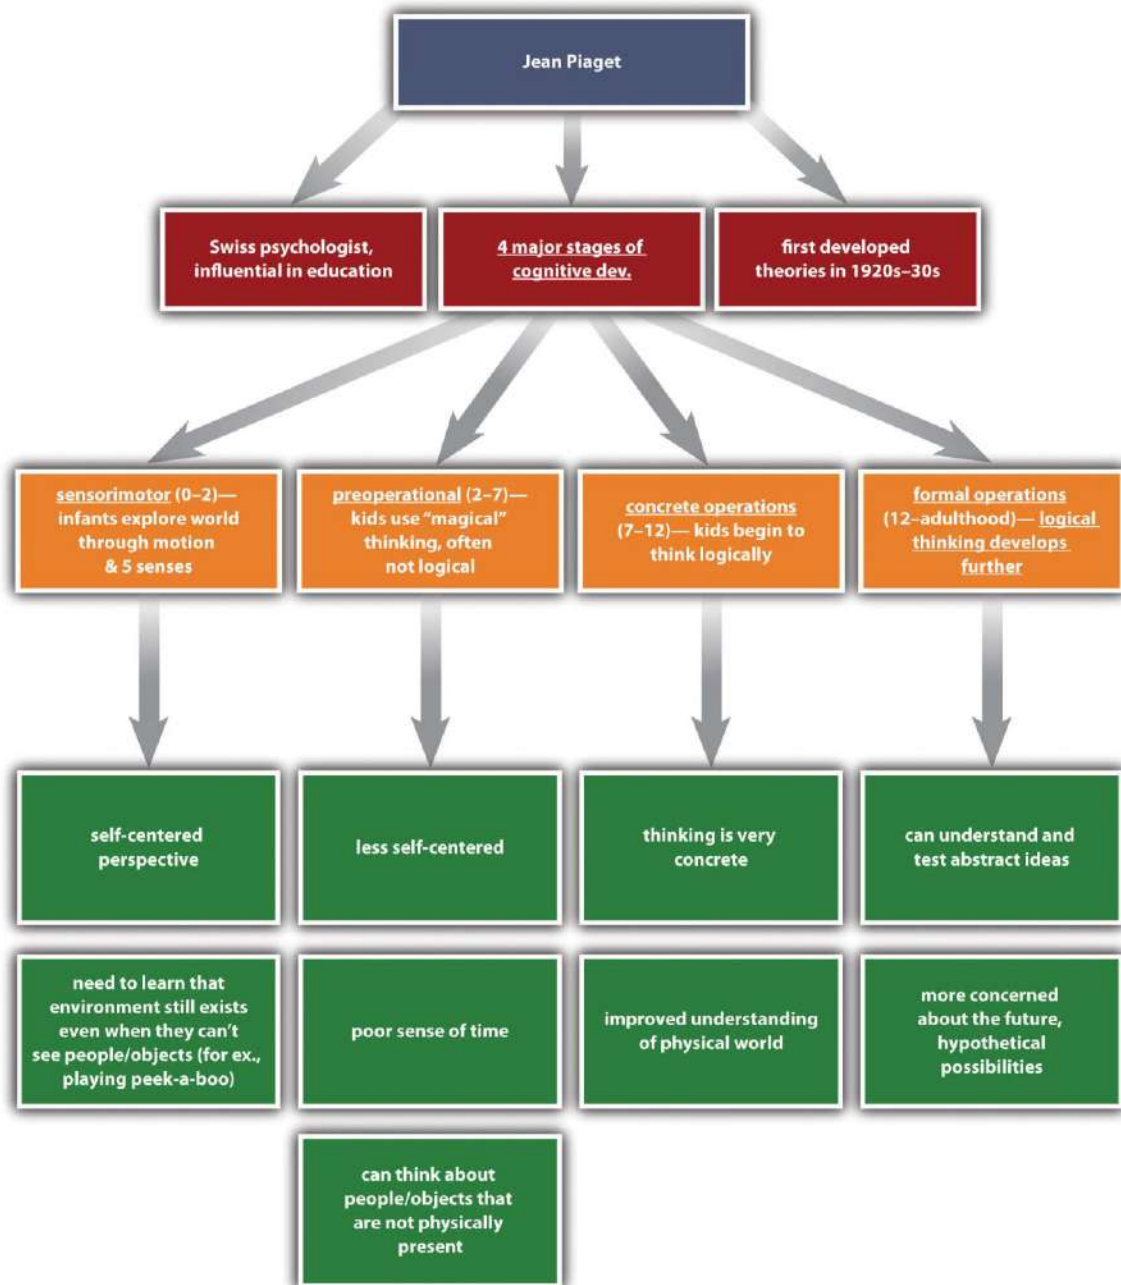 Jean Piaget
Swiss psychologist,
influential in education
4 major stages of
cognitive dev.
first developed
theories in 1920s–30s
sensorimotor (0–2)—
infants explore world
through motion
& 5 senses
preoperational (2–7)—
kids use “magical”
thinking, often
not logical
concrete operations
(7–12)— kids begin to
think logically
formal operations
(12–adulthood)— logical
thinking develops
further
self-centered
perspective
less self-centered
thinking is very
concrete
can understand and
test abstract ideas
need to learn that
environment still exists
even when they can’t
see people/objects (for ex.,
playing peek-a-boo)
poor sense of time
improved understanding
of physical world
more concerned
about the future,
hypothetical
possibilities
can think about
people/objects that
are not physically
present